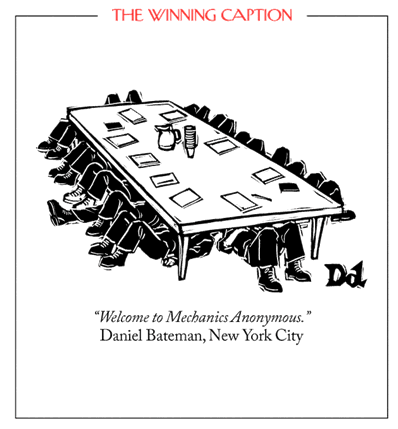 THE WINNING CAPTION
“Welcome to Mechanics Anonymous.”
Daniel Bateman, New York City